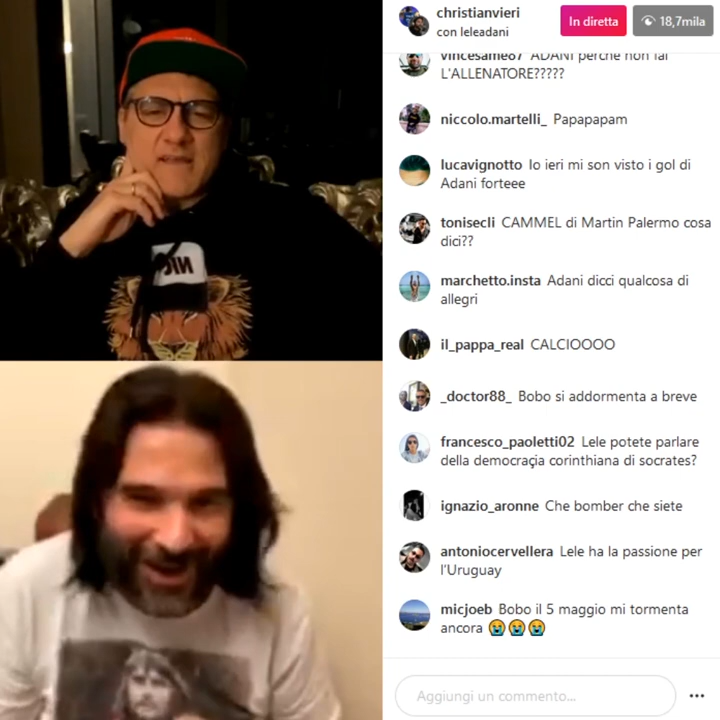 christianvieri
con leleadani
In diretta
18,7mila
vincesame67 ADANI perchè non fai
L'ALLENATORE?????
niccolo.martelli_ Papapapam
lucavignotto Io ieri mi son visto i gol di
Adani forteee
tonisecli CAMMEL di Martin Palermo cosa
dici??
marchetto.insta Adani dicci qualcosa di
allegri
il_pappa_real CALCIOOOO
_doctor88_ Bobo si addormenta a breve
francesco_paoletti02 Lele potete parlare
della democraçia corinthiana di socrates?
ignazio_aronne Che bomber che siete
antoniocervellera Lele ha la passione per
l'Uruguay
micjoeb Bobo il 5 maggio mi tormenta
ancora 😭😭😭
Aggiungi un commento...